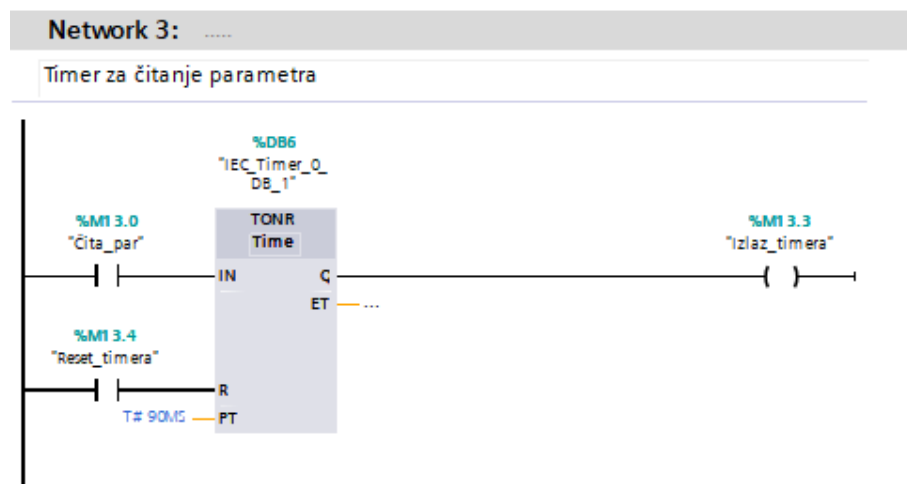 Network 3: .....
Timer za čitanje parametra
%DB6
"IEC_Timer_0_
DB_1"
TONR
Time
%M13.0
"Čita_par"
IN
Q
%M13.3
"Izlaz_timera"
ET
...
%M13.4
"Reset_timera"
R
T# 90MS
PT